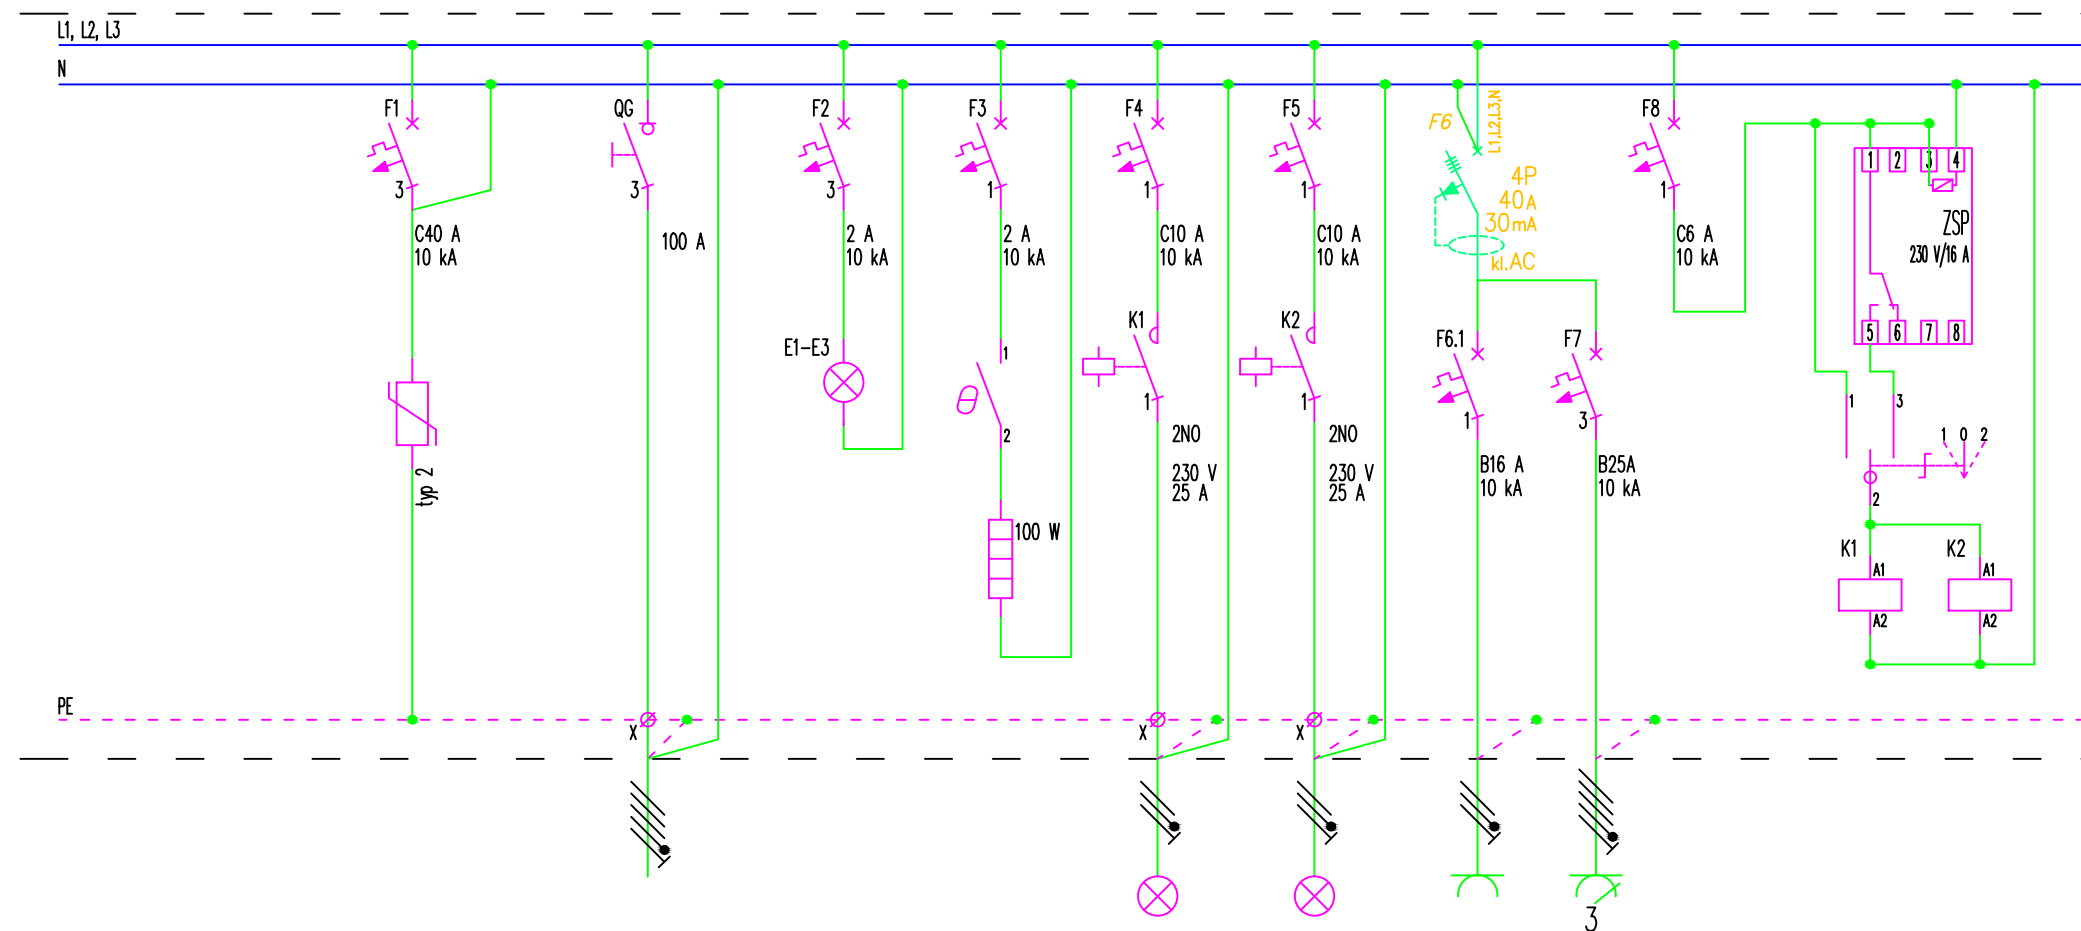 L1, L2, L3
N
F1
3
C40 A
10 kA
typ 2
QG
3
100 A
X
F2
3
2 A
10 kA
E1-E3
F3
1
2 A
10 kA
1
2
100 W
F4
1
C10 A
10 kA
K1
1
2NO
230 V
25 A
X
F5
1
C10 A
10 kA
K2
1
2NO
230 V
25 A
X
F6
L1,L2,L3,N
4P
40A
30mA
kl.AC
F6.1
1
B16 A
10 kA
F7
3
B25A
10 kA
3
F8
1
C6 A
10 kA
1 2 3 4
ZSP
230 V/16 A
5 6 7 8
1
3
1 0 2
2
K1
A1
A2
K2
A1
A2
PE